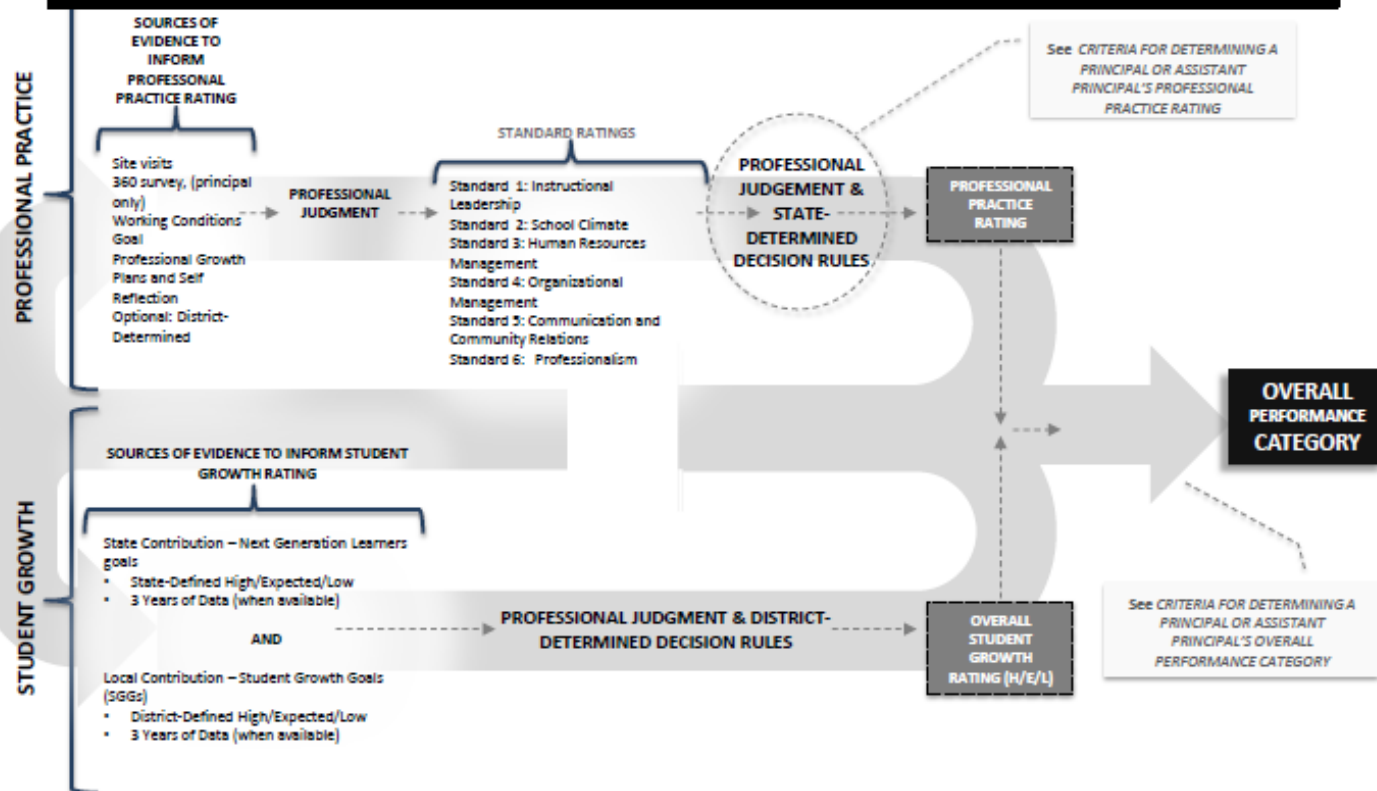 PROFESSIONAL PRACTICE
SOURCES OF
EVIDENCE TO
INFORM
PROFESSONAL
PRACTICE RATING
Site visits
360 survey, (principal
only)
Working Conditions
Goal
Professional Growth
Plans and Self
Reflection
Optional: District-
Determined
PROFESSIONAL
JUDGMENT
STANDARD RATINGS
Standard 1: Instructional
Leadership
Standard 2: School Climate
Standard 3: Human Resources
Management
Standard 4: Organizational
Management
Standard 5: Communication and
Community Relations
Standard 6: Professionalism
PROFESSIONAL
JUDGEMENT &
STATE-
DETERMINED
DECISION RULES
See CRITERIA FOR DETERMINING A
PRINCIPAL OR ASSISTANT
PRINCIPAL'S PROFESSIONAL
PRACTICE RATING
PROFESSIONAL
PRACTICE
RATING
OVERALL
PERFORMANCE
CATEGORY
STUDENT GROWTH
SOURCES OF EVIDENCE TO INFORM STUDENT
GROWTH RATING
State Contribution – Next Generation Learners
goals
• State-Defined High/Expected/Low
• 3 Years of Data (when available)
AND
Local Contribution – Student Growth Goals
(SGGs)
• District-Defined High/Expected/Low
• 3 Years of Data (when available)
PROFESSIONAL JUDGMENT & DISTRICT-
DETERMINED DECISION RULES
OVERALL
STUDENT
GROWTH
RATING (H/E/L)
See CRITERIA FOR DETERMINING A
PRINCIPAL OR ASSISTANT
PRINCIPAL'S OVERALL
PERFORMANCE CATEGORY